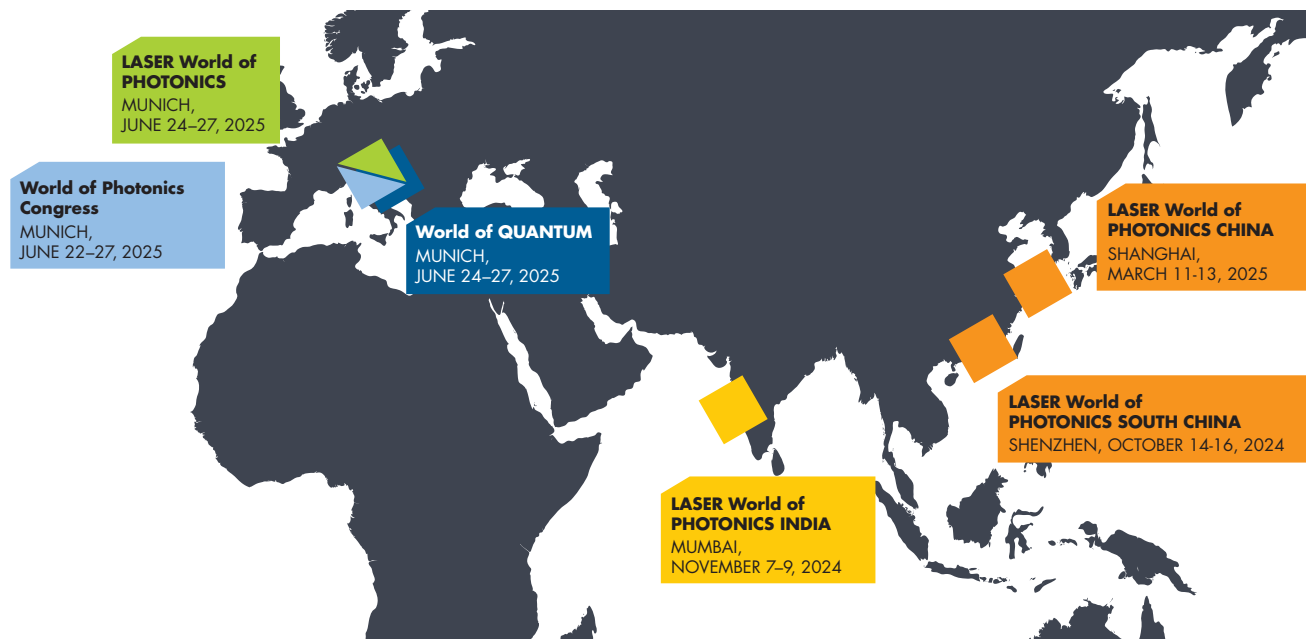 LASER World of
PHOTONICS
MUNICH,
JUNE 24–27, 2025
World of Photonics
Congress
MUNICH,
JUNE 22–27, 2025
World of QUANTUM
MUNICH,
JUNE 24–27, 2025
LASER World of
PHOTONICS CHINA
SHANGHAI,
MARCH 11-13, 2025
LASER World of
PHOTONICS SOUTH CHINA
SHENZHEN, OCTOBER 14-16, 2024
LASER World of
PHOTONICS INDIA
MUMBAI,
NOVEMBER 7–9, 2024